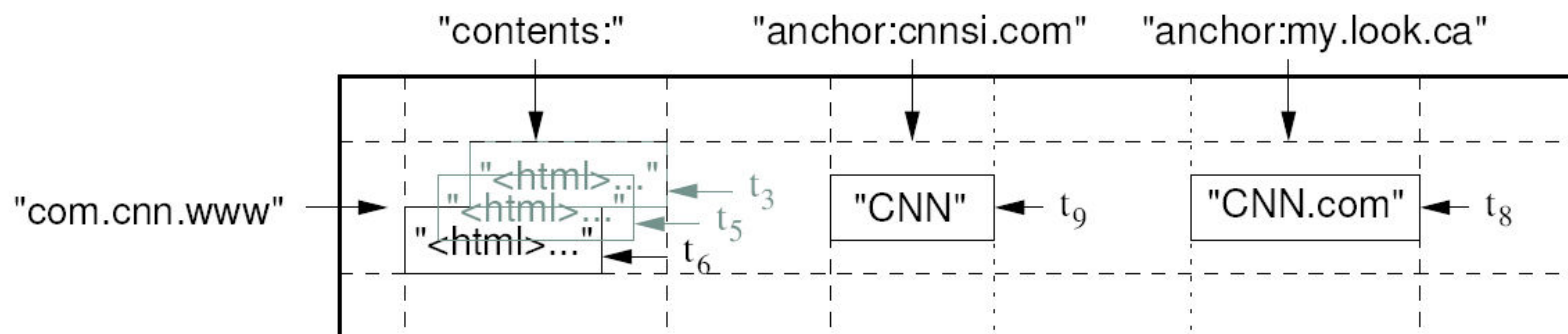 "contents:" "anchor:cnnsi.com" "anchor:my.look.ca"
"<html>..." t3
"com.cnn.www" "<html>..." t5 "CNN" t9 "CNN.com" t8
"<html>..." t6